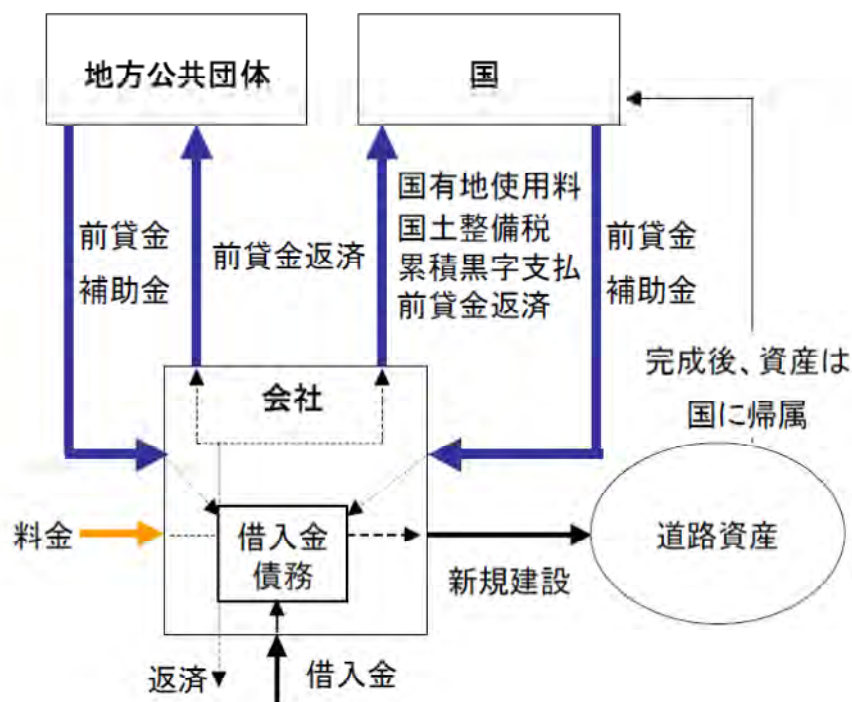 地方公共団体
国
前貸金
補助金
前貸金返済
国有地使用料
国土整備税
累積黒字支払
前貸金返済
前貸金
補助金
完成後、資産は
国に帰属
会社
料金
借入金
債務
新規建設
道路資産
返済
借入金